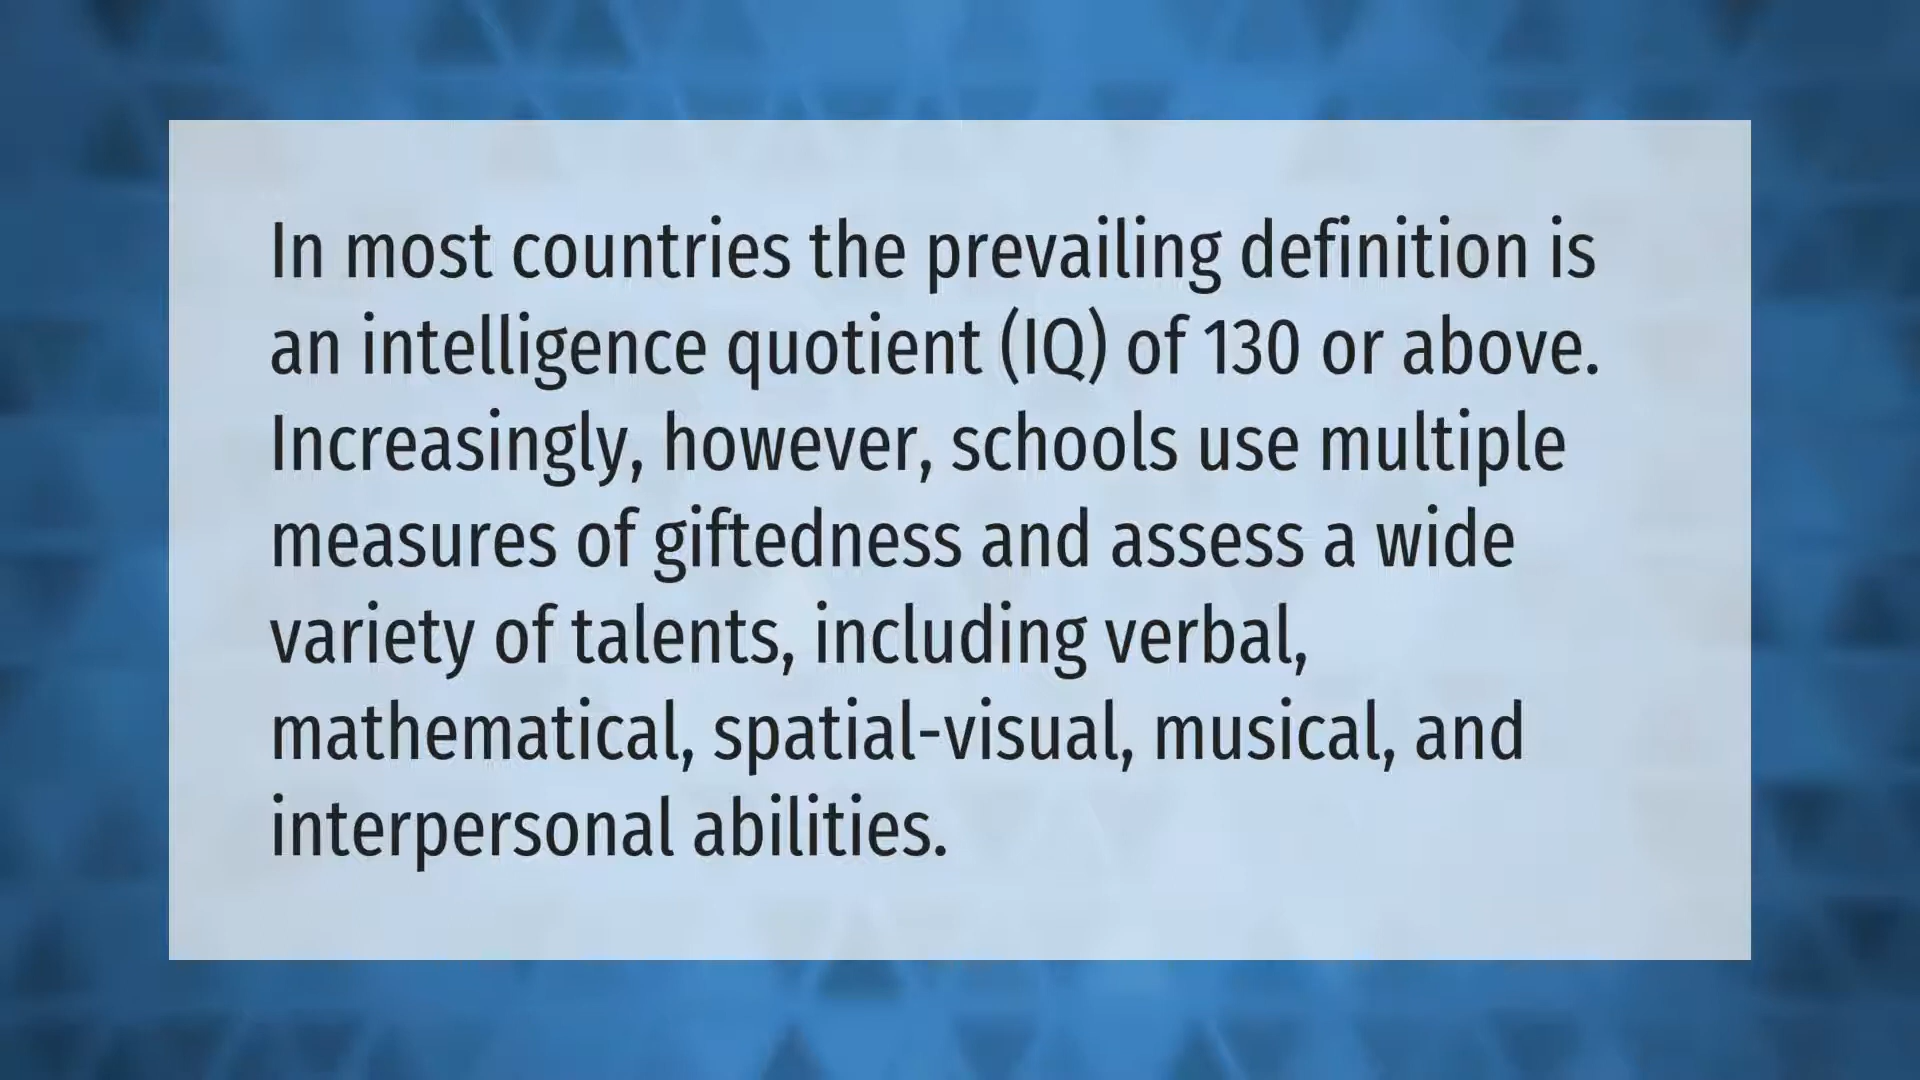 In most countries the prevailing definition is
an intelligence quotient (IQ) of 130 or above.
Increasingly, however, schools use multiple
measures of giftedness and assess a wide
variety of talents, including verbal,
mathematical, spatial-visual, musical, and
interpersonal abilities.